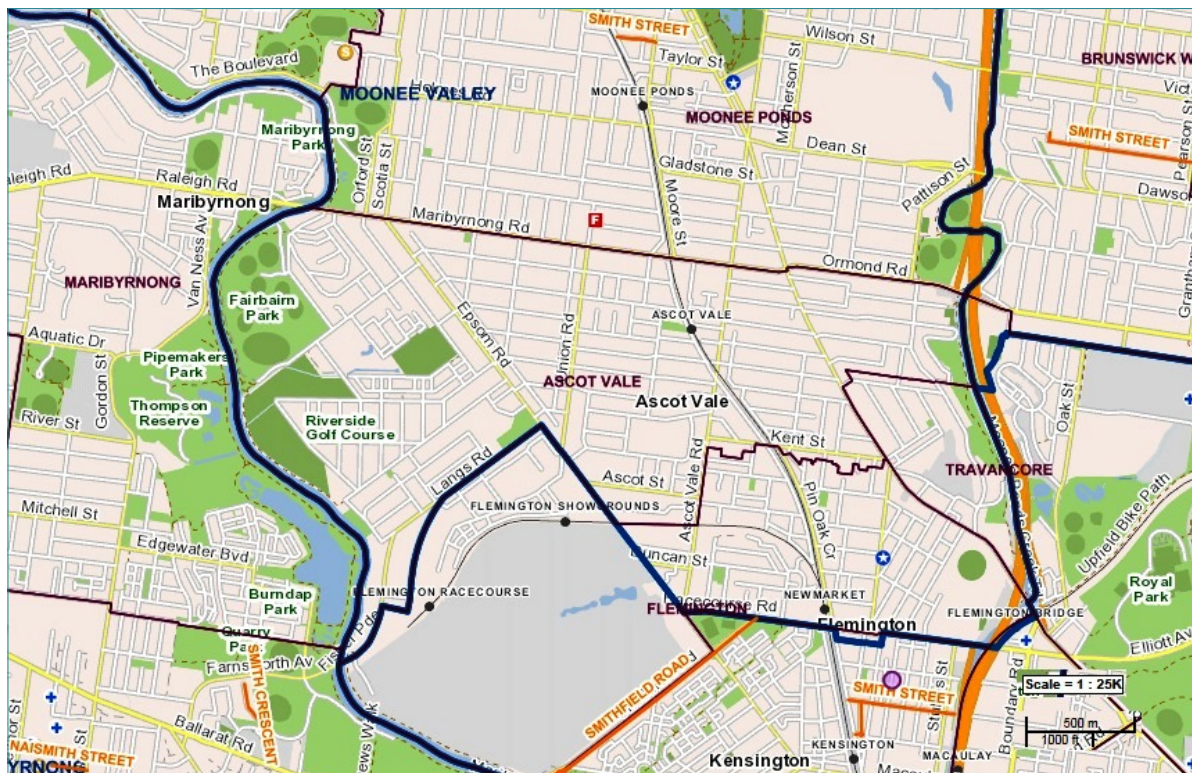 SMITH STREET
Wilson St
Taylor St
BRUNSWICK W
The Boulevard
S
MOONEE VALLEY
MOONEE PONDS
MOONEE PONDS
Pearson St
SMITH STREET
Maribyrnong
Park
Dean St
Orford St
Scotia St
Gladstone St
Raleigh Rd
Maribyrnong
Pattison St
Maribyrnong Rd
F
Moore St
Ormond Rd
Van Ness Av
MARIBYRNONG
Fairbairn
Park
Epsom Rd
Union Rd
ASCOT VALE
Aquatic Dr
Pipemakers
Park
Gordon St
ASCOT VALE
Ascot Vale
Oak St
Thompson
Reserve
River St
Riverside
Golf Course
Kent St
TRAVANCORE
Langs Rd
Ascot St
Ascot Vale Rd
Pin Oak Cr
Upfield Bike Path
Mitchell St
FLEMINGTON SHOWGROUNDS
Edgewater Bvd
Duncan St
Burndap
Park
FLEMINGTON RACECOURSE
FLEMINGTON
Racecourse Rd
NEWMARKET
Flemington
FLEMINGTON BRIDGE
Royal
Park
Quarry
Farnsworth Av
Elliott Av
SMITH CRESCENT
SMITHFIELD ROAD
SMITH STREET
Boundary Rd
Scale = 1 : 25K
500 m
1000 ft
Ballarat Rd
NAISMITH STREET
YRNONG
Kensington
KENSINGTON
MACAULAY